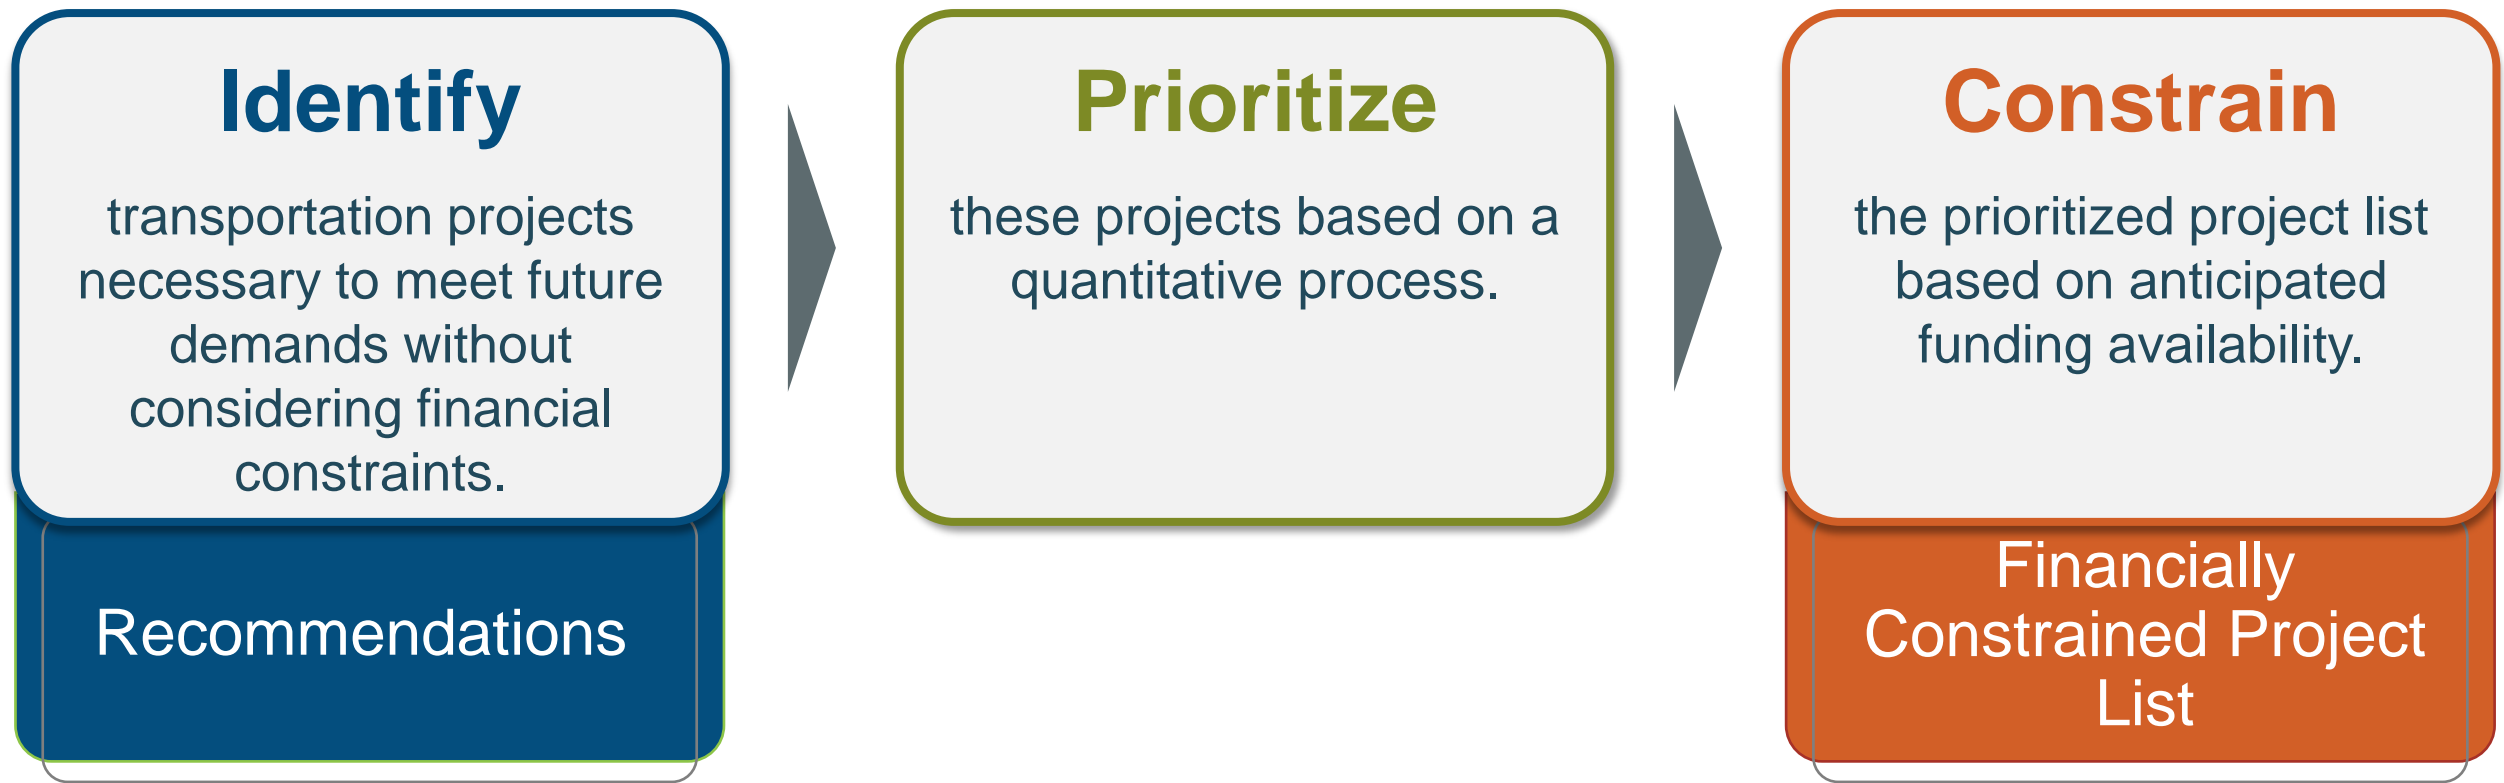 Identify
transportation projects
necessary to meet future
demands without
considering financial
constraints.
Recommendations
Prioritize
these projects based on a
quantitative process.
Constrain
the prioritized project list
based on anticipated
funding availability.
Financially
Constrained Project
List